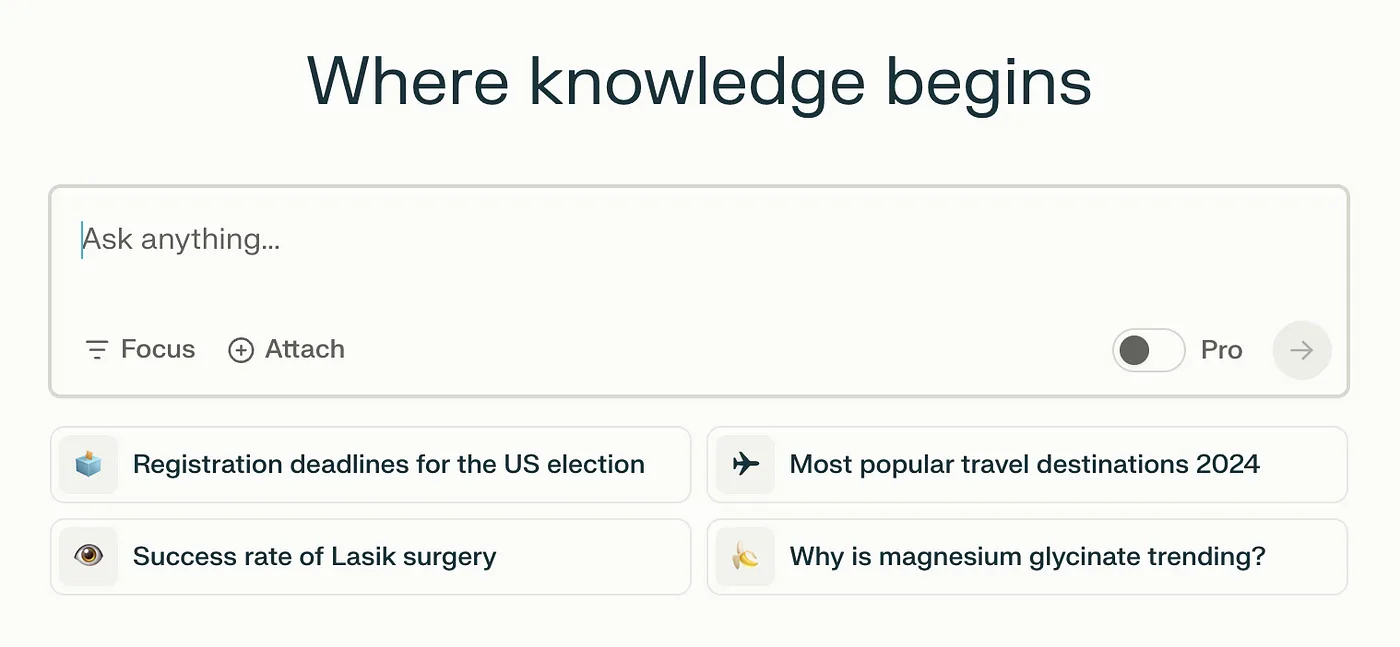 Where knowledge begins
Ask anything...
Focus
Attach
Pro
Registration deadlines for the US election
Most popular travel destinations 2024
Success rate of Lasik surgery
Why is magnesium glycinate trending?